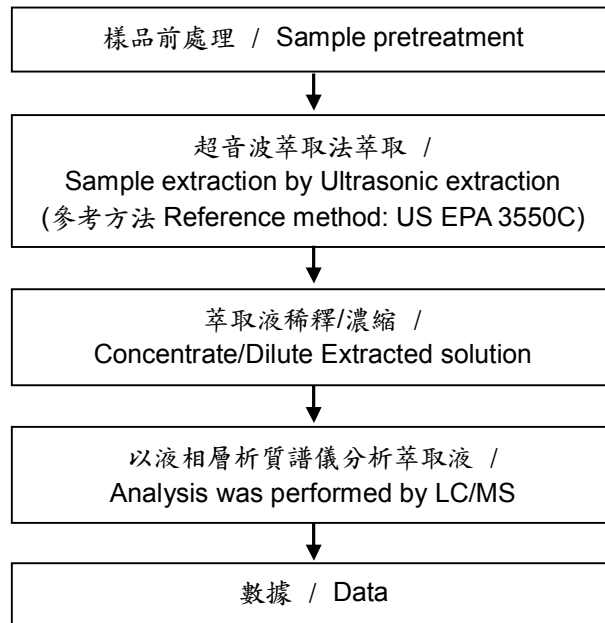 樣品前處理 / Sample pretreatment
超音波萃取法萃取 /
Sample extraction by Ultrasonic extraction
(參考方法 Reference method: US EPA 3550C)
萃取液稀釋/濃縮 /
Concentrate/Dilute Extracted solution
以液相層析質譜儀分析萃取液 /
Analysis was performed by LC/MS
數據 / Data